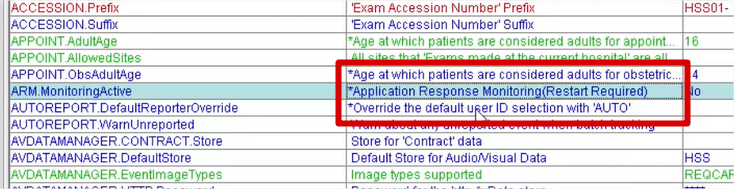 ACCESSION.Prefix 'Exam Accession Number' Prefix HSS01-
ACCESSION.Suffix 'Exam Accession Number' Suffix
APPOINT.AdultAge *Age at which patients are considered adults for appoint... 16
APPOINT.AllowedSites All sites that 'Exams made at the current hospital' are all
APPOINT.ObsAdultAge *Age at which patients are considered adults for obstetric... 4
ARM.MonitoringActive *Application Response Monitoring(Restart Required) No
AUTOREPORT.DefaultReporterOverride *Override the default user ID selection with 'AUTO'
AUTOREPORT.WarnUnreported Warn about any unreported event when batch tracking
AVDATAMANAGER.CONTRACT.Store Store for 'Contract' data
AVDATAMANAGER.DefaultStore Default Store for Audio/Visual Data HSS
AVDATAMANAGER.EventImageTypes Image types supported REQCAR